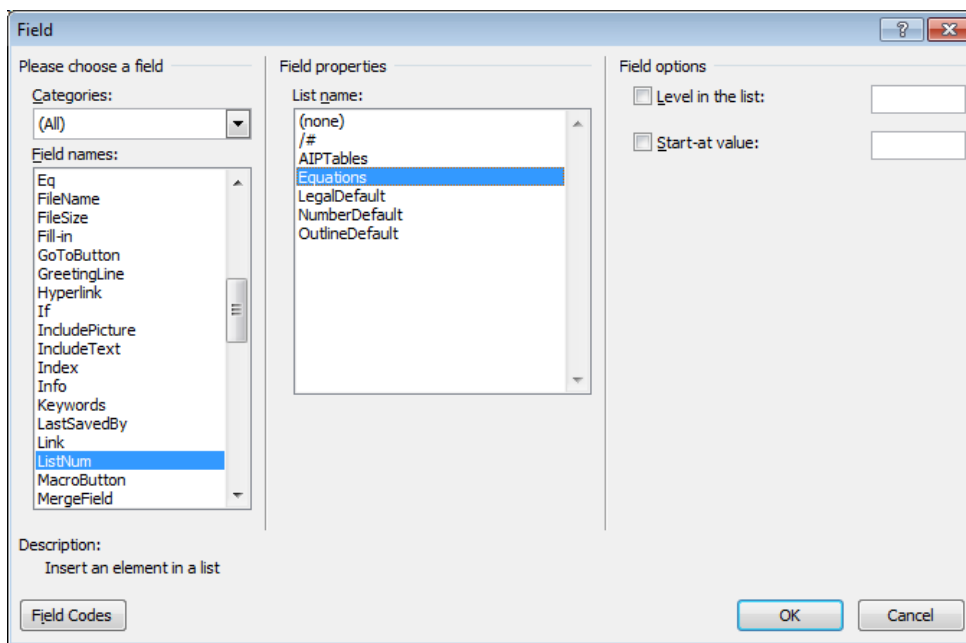 Field
Please choose a field
Categories:
(All)
Field names:
Eq
FileName
FileSize
Fill-in
GoToButton
GreetingLine
Hyperlink
If
IncludePicture
IncludeText
Index
Info
Keywords
LastSavedBy
Link
ListNum
MacroButton
MergeField
Field properties
List name:
(none)
/#
AIPTables
Equations
LegalDefault
NumberDefault
OutlineDefault
Field options
Level in the list:
Start-at value:
Description:
Insert an element in a list
Field Codes
OK
Cancel